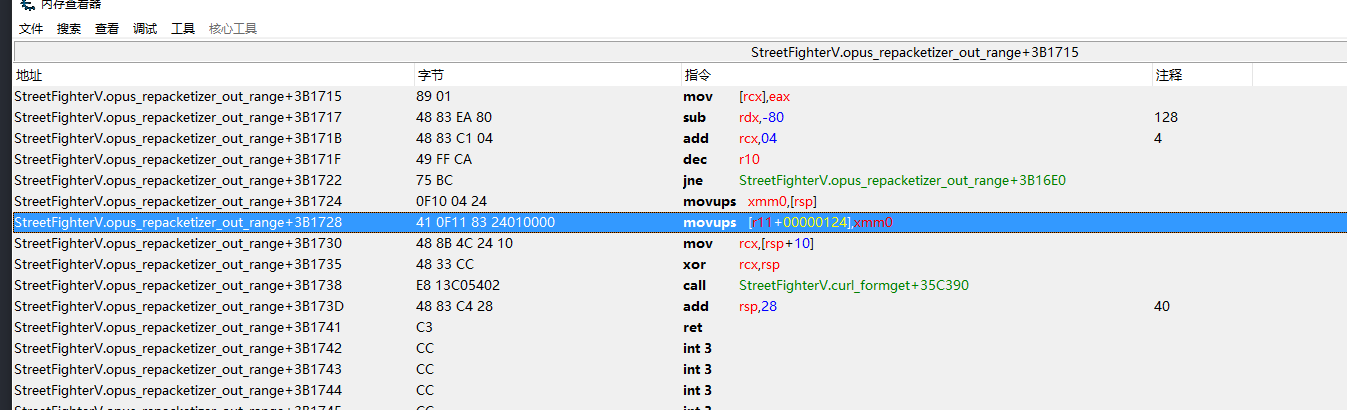 内存查看器
文件 搜索 查看 调试 工具 核心工具
StreetFighterV.opus_repacketizer_out_range+3B1715
地址 字节 指令 注释
StreetFighterV.opus_repacketizer_out_range+3B1715 89 01 mov [rcx],eax
StreetFighterV.opus_repacketizer_out_range+3B1717 48 83 EA 80 sub rdx,-80 128
StreetFighterV.opus_repacketizer_out_range+3B171B 48 83 C1 04 add rcx,04 4
StreetFighterV.opus_repacketizer_out_range+3B171F 49 FF CA dec r10
StreetFighterV.opus_repacketizer_out_range+3B1722 75 BC jne StreetFighterV.opus_repacketizer_out_range+3B16E0
StreetFighterV.opus_repacketizer_out_range+3B1724 0F10 04 24 movups xmm0,[rsp]
StreetFighterV.opus_repacketizer_out_range+3B1728 41 0F11 83 24010000 movups [r11+00000124],xmm0
StreetFighterV.opus_repacketizer_out_range+3B1730 48 8B 4C 24 10 mov rcx,[rsp+10]
StreetFighterV.opus_repacketizer_out_range+3B1735 48 33 CC xor rcx,rsp
StreetFighterV.opus_repacketizer_out_range+3B1738 E8 13C05402 call StreetFighterV.curl_formget+35C390
StreetFighterV.opus_repacketizer_out_range+3B173D 48 83 C4 28 add rsp,28 40
StreetFighterV.opus_repacketizer_out_range+3B1741 C3 ret
StreetFighterV.opus_repacketizer_out_range+3B1742 CC int 3
StreetFighterV.opus_repacketizer_out_range+3B1743 CC int 3
StreetFighterV.opus_repacketizer_out_range+3B1744 CC int 3